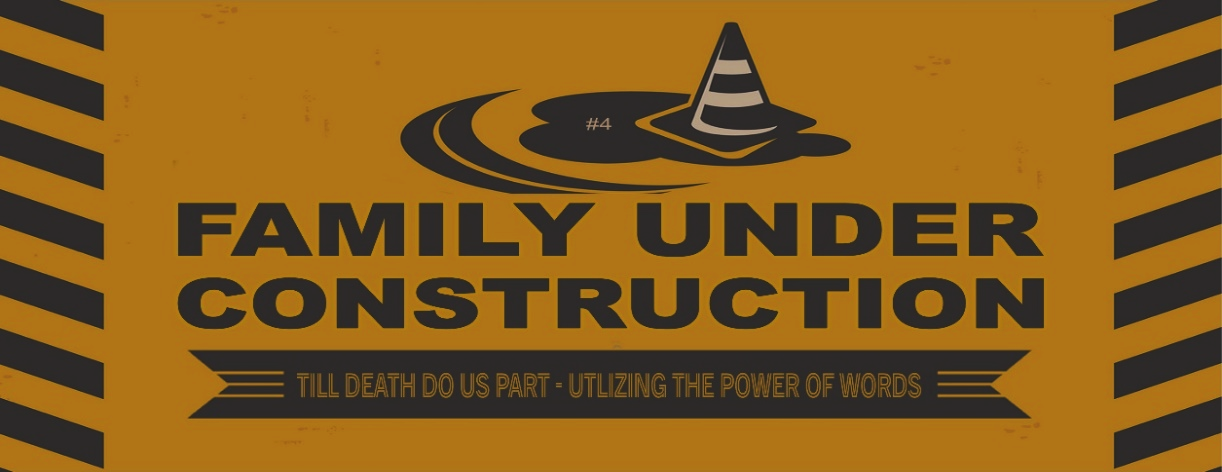 #4
FAMILY UNDER
CONSTRUCTION
TILL DEATH DO US PART - UTLIZING THE POWER OF WORDS